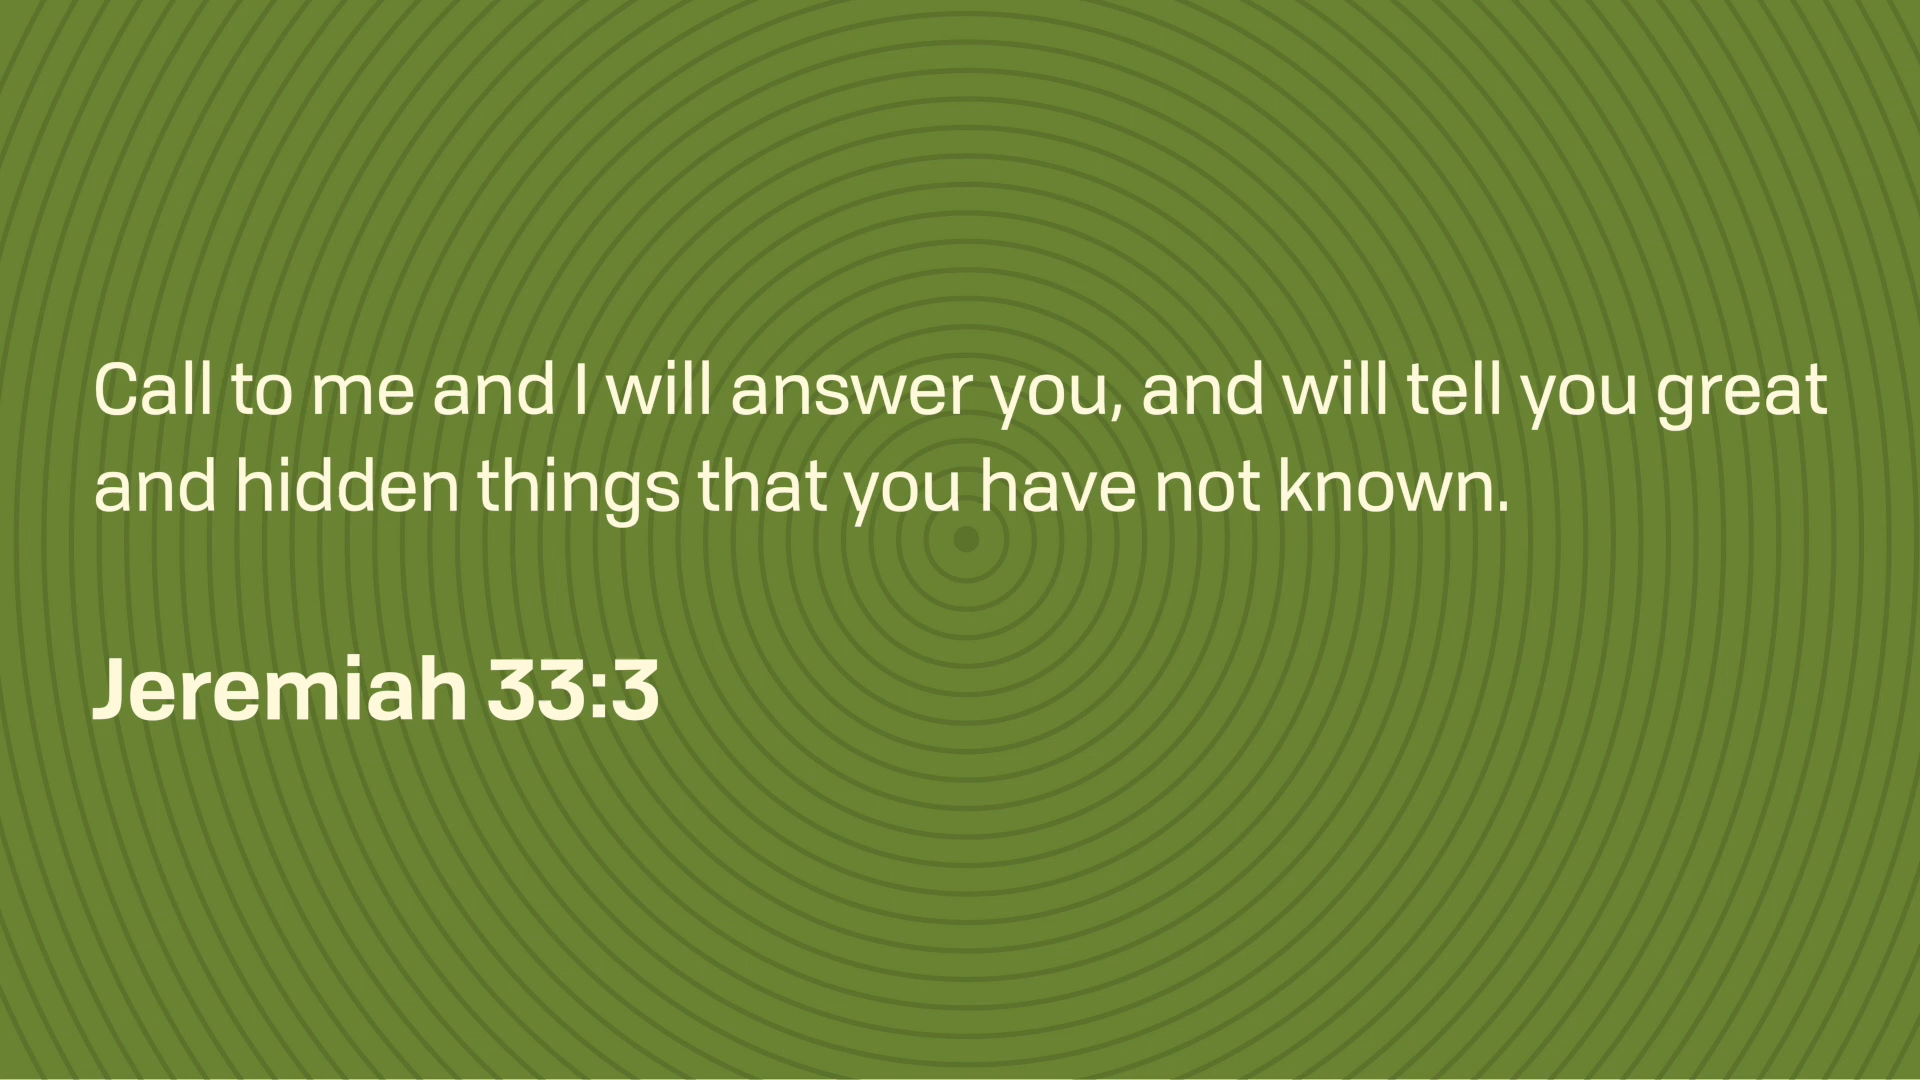 Call to me and I will answer you, and will tell you great
and hidden things that you have not known.
Jeremiah 33:3